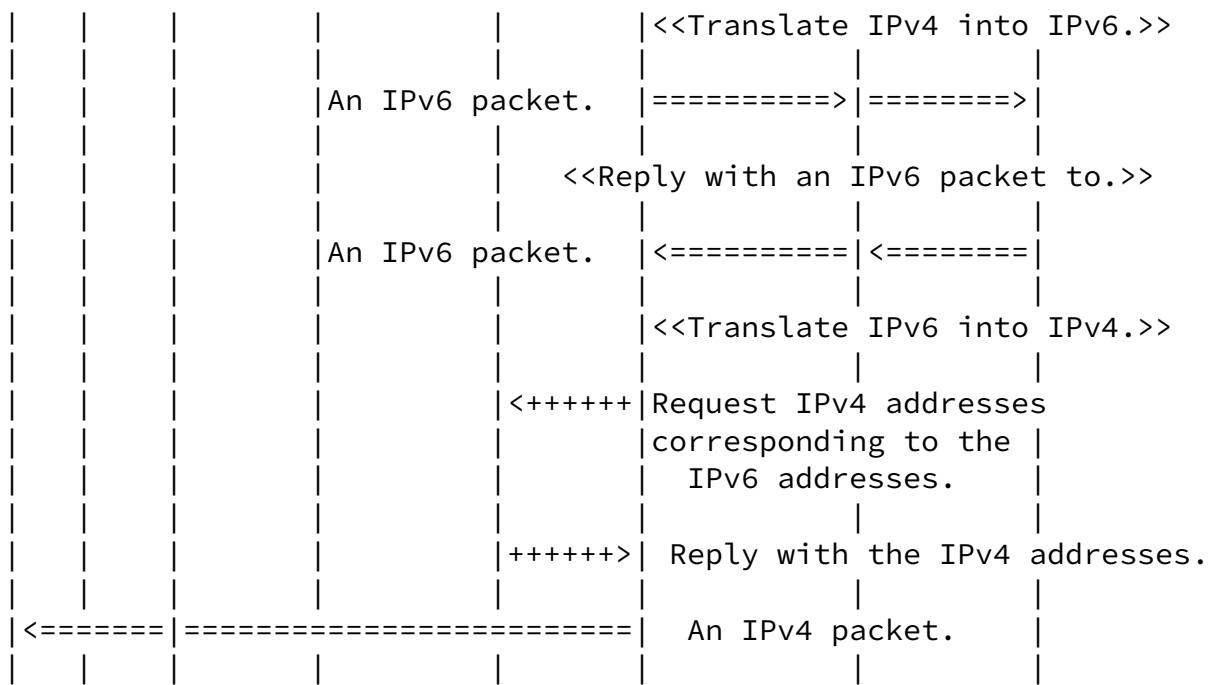 <<Translate IPv4 into IPv6.>>
An IPv6 packet. |==========>|========>|
<<Reply with an IPv6 packet to.>>
An IPv6 packet. |<==========|<========|
<<Translate IPv6 into IPv4.>>
|<++++++|Request IPv4 addresses
corresponding to the
IPv6 addresses.
|++++++>| Reply with the IPv4 addresses.
|<=======|=========================| An IPv4 packet.